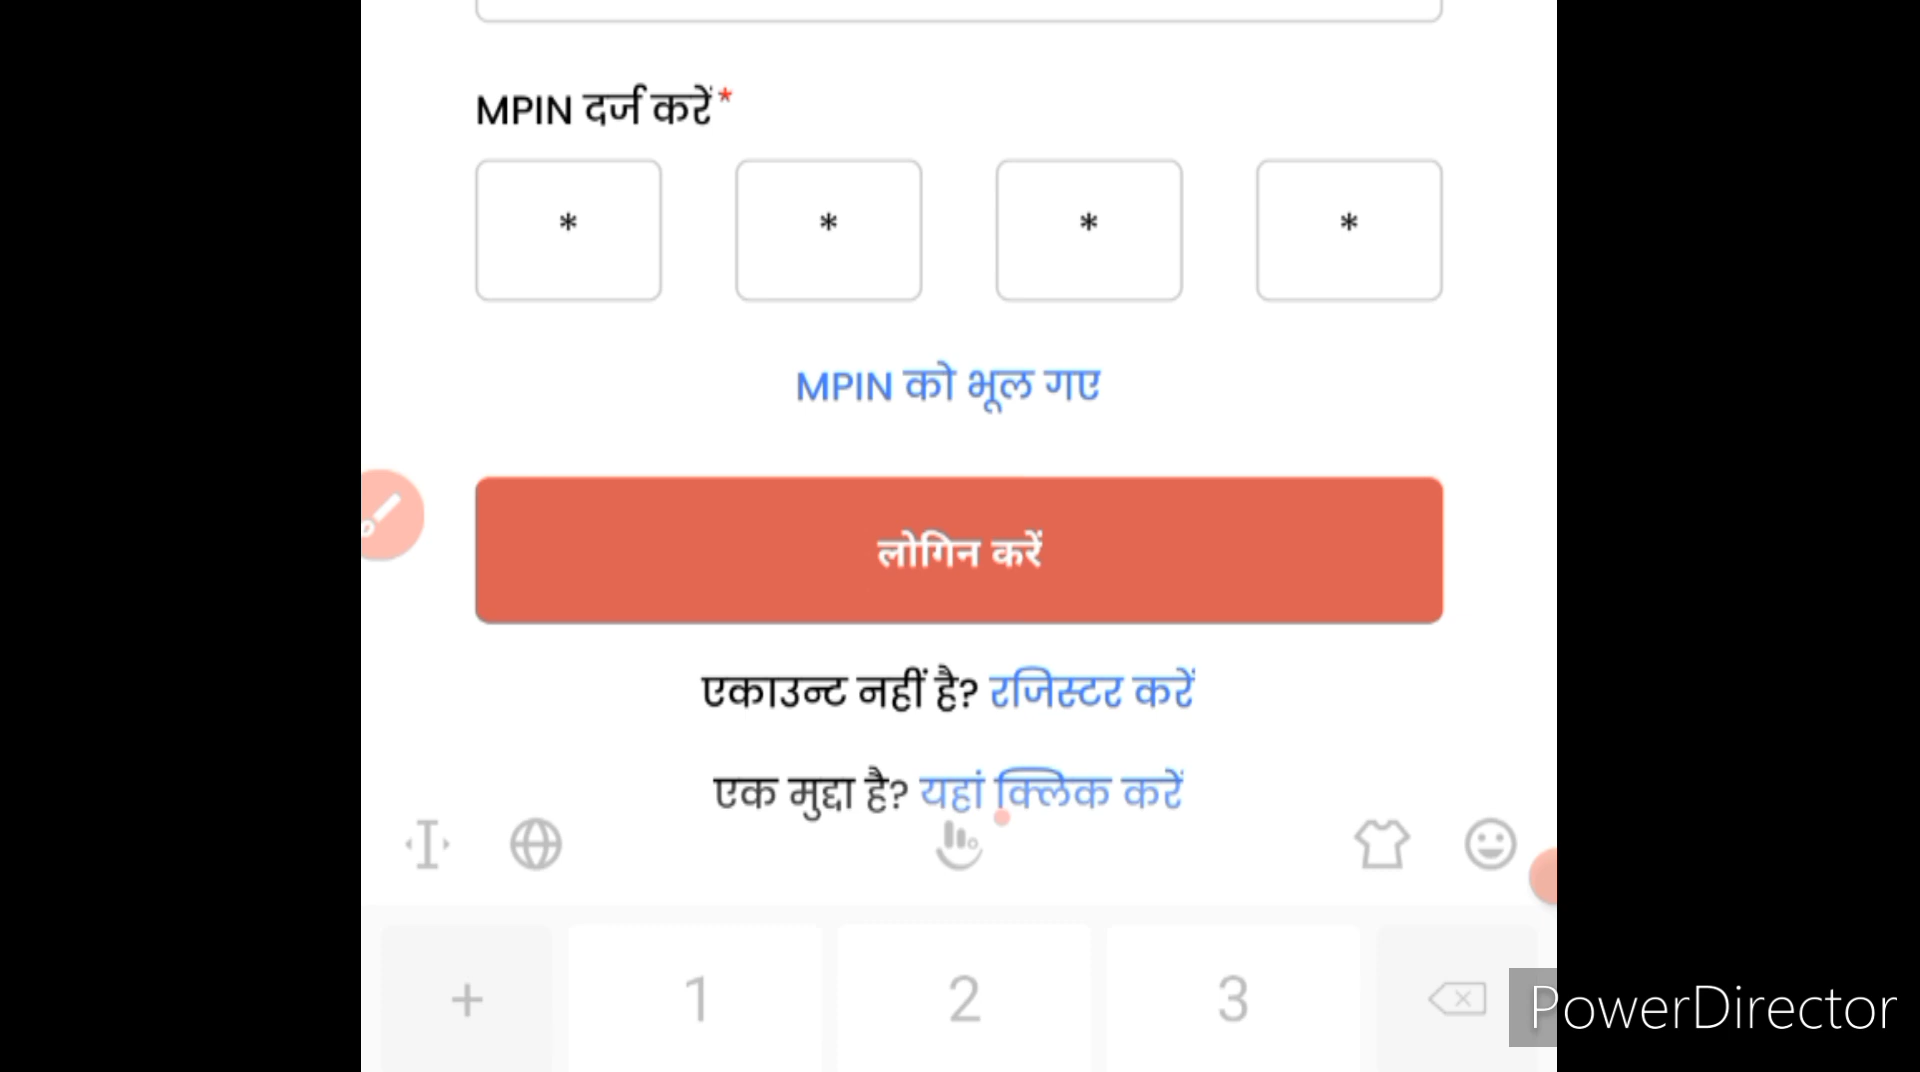 MPIN दर्ज करें*
* * * *
MPIN को भूल गए
लोगिन करें
एकाउन्ट नहीं है? रजिस्टर करें
एक मुद्दा है? यहां क्लिक करें
+ 1 2 3
PowerDirector